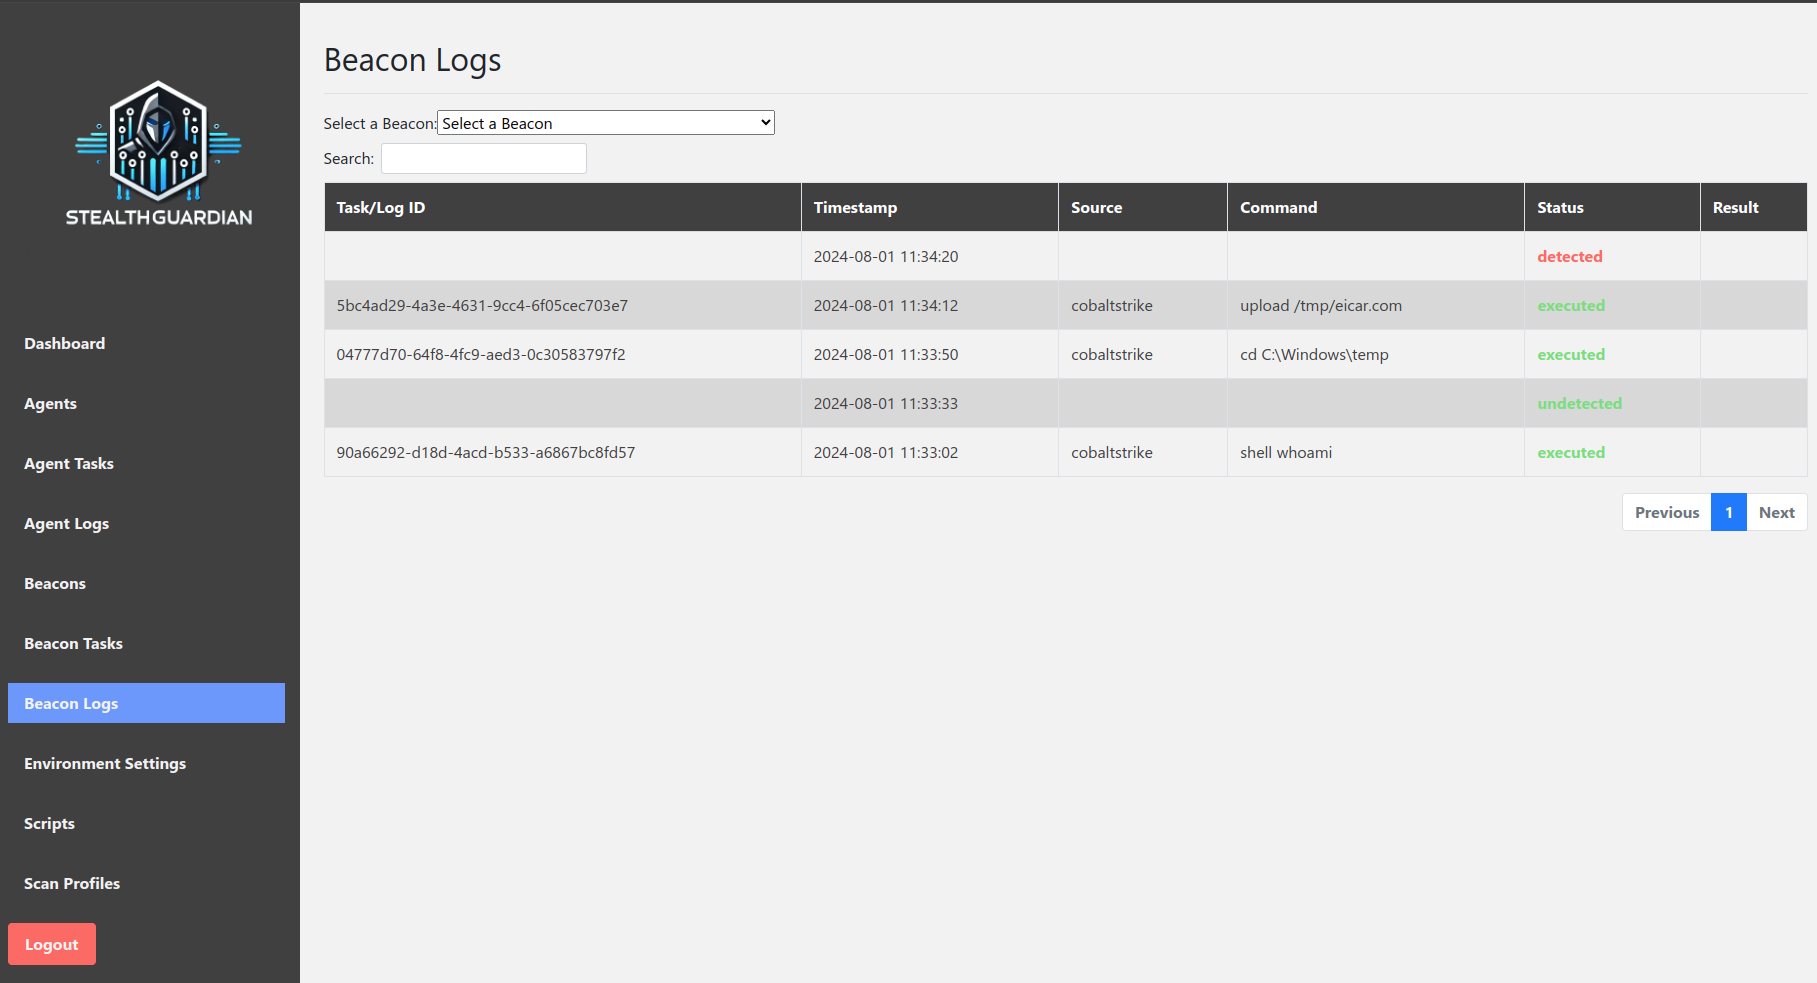 STEALTHGUARDIAN
Dashboard
Agents
Agent Tasks
Agent Logs
Beacons
Beacon Tasks
Beacon Logs
Environment Settings
Scripts
Scan Profiles
Logout
Beacon Logs
Select a Beacon: Select a Beacon
Search:
Task/Log ID Timestamp Source Command Status Result
2024-08-01 11:34:20 detected
5bc4ad29-4a3e-4631-9cc4-6f05cec703e7 2024-08-01 11:34:12 cobaltstrike upload /tmp/eicar.com executed
04777d70-64f8-4fc9-aed3-0c30583797f2 2024-08-01 11:33:50 cobaltstrike cd C:\Windows\temp executed
2024-08-01 11:33:33 undetected
90a66292-d18d-4acd-b533-a6867bc8fd57 2024-08-01 11:33:02 cobaltstrike shell whoami executed
Previous 1 Next